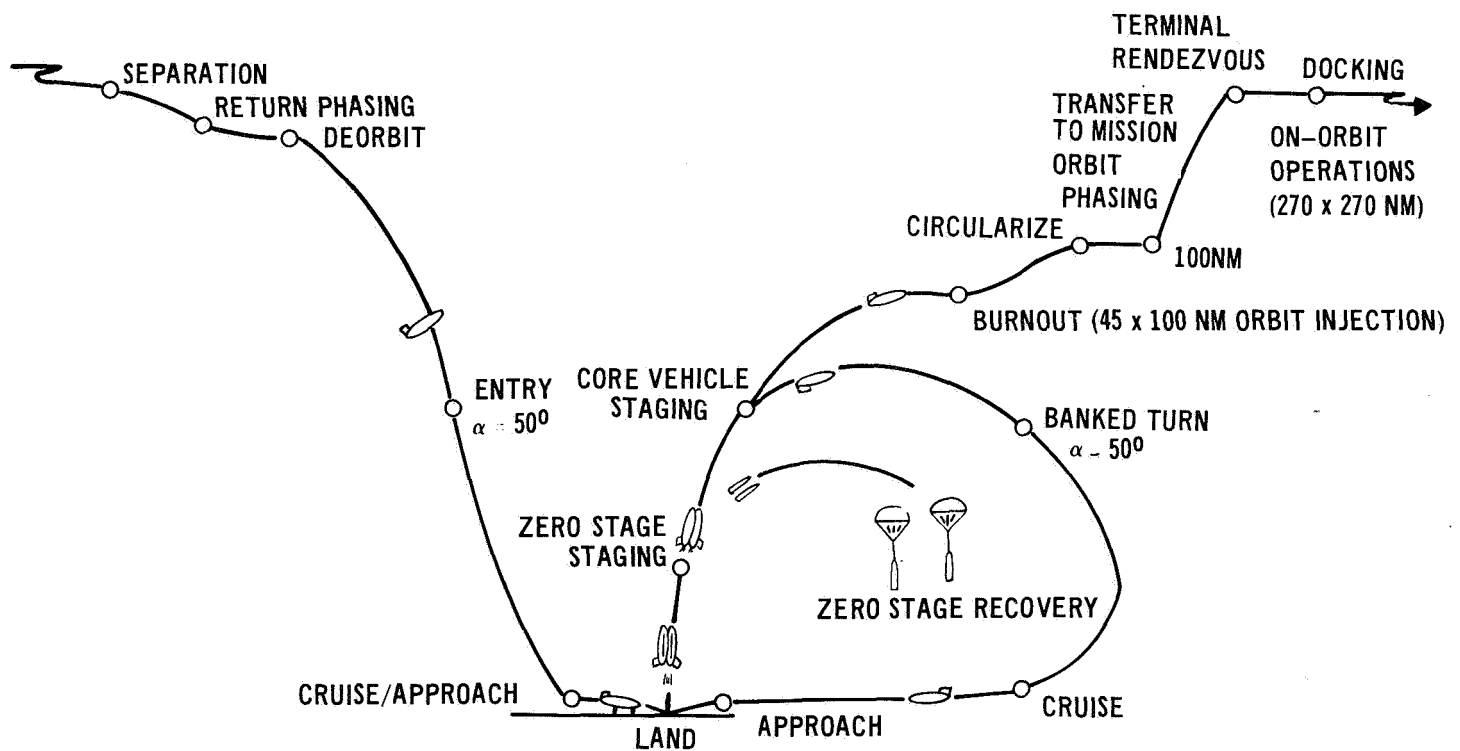 SEPARATION
RETURN PHASING
DEORBIT
ENTRY
α = 50⁰
CRUISE/APPROACH
LAND
ZERO STAGE
STAGING
CORE VEHICLE
STAGING
ZERO STAGE RECOVERY
APPROACH
CRUISE
BANKED TURN
α - 50⁰
BURNOUT (45 x 100 NM ORBIT INJECTION)
CIRCULARIZE
100NM
TRANSFER
TO MISSION
ORBIT
PHASING
TERMINAL
RENDEZVOUS
DOCKING
ON-ORBIT
OPERATIONS
(270 x 270 NM)